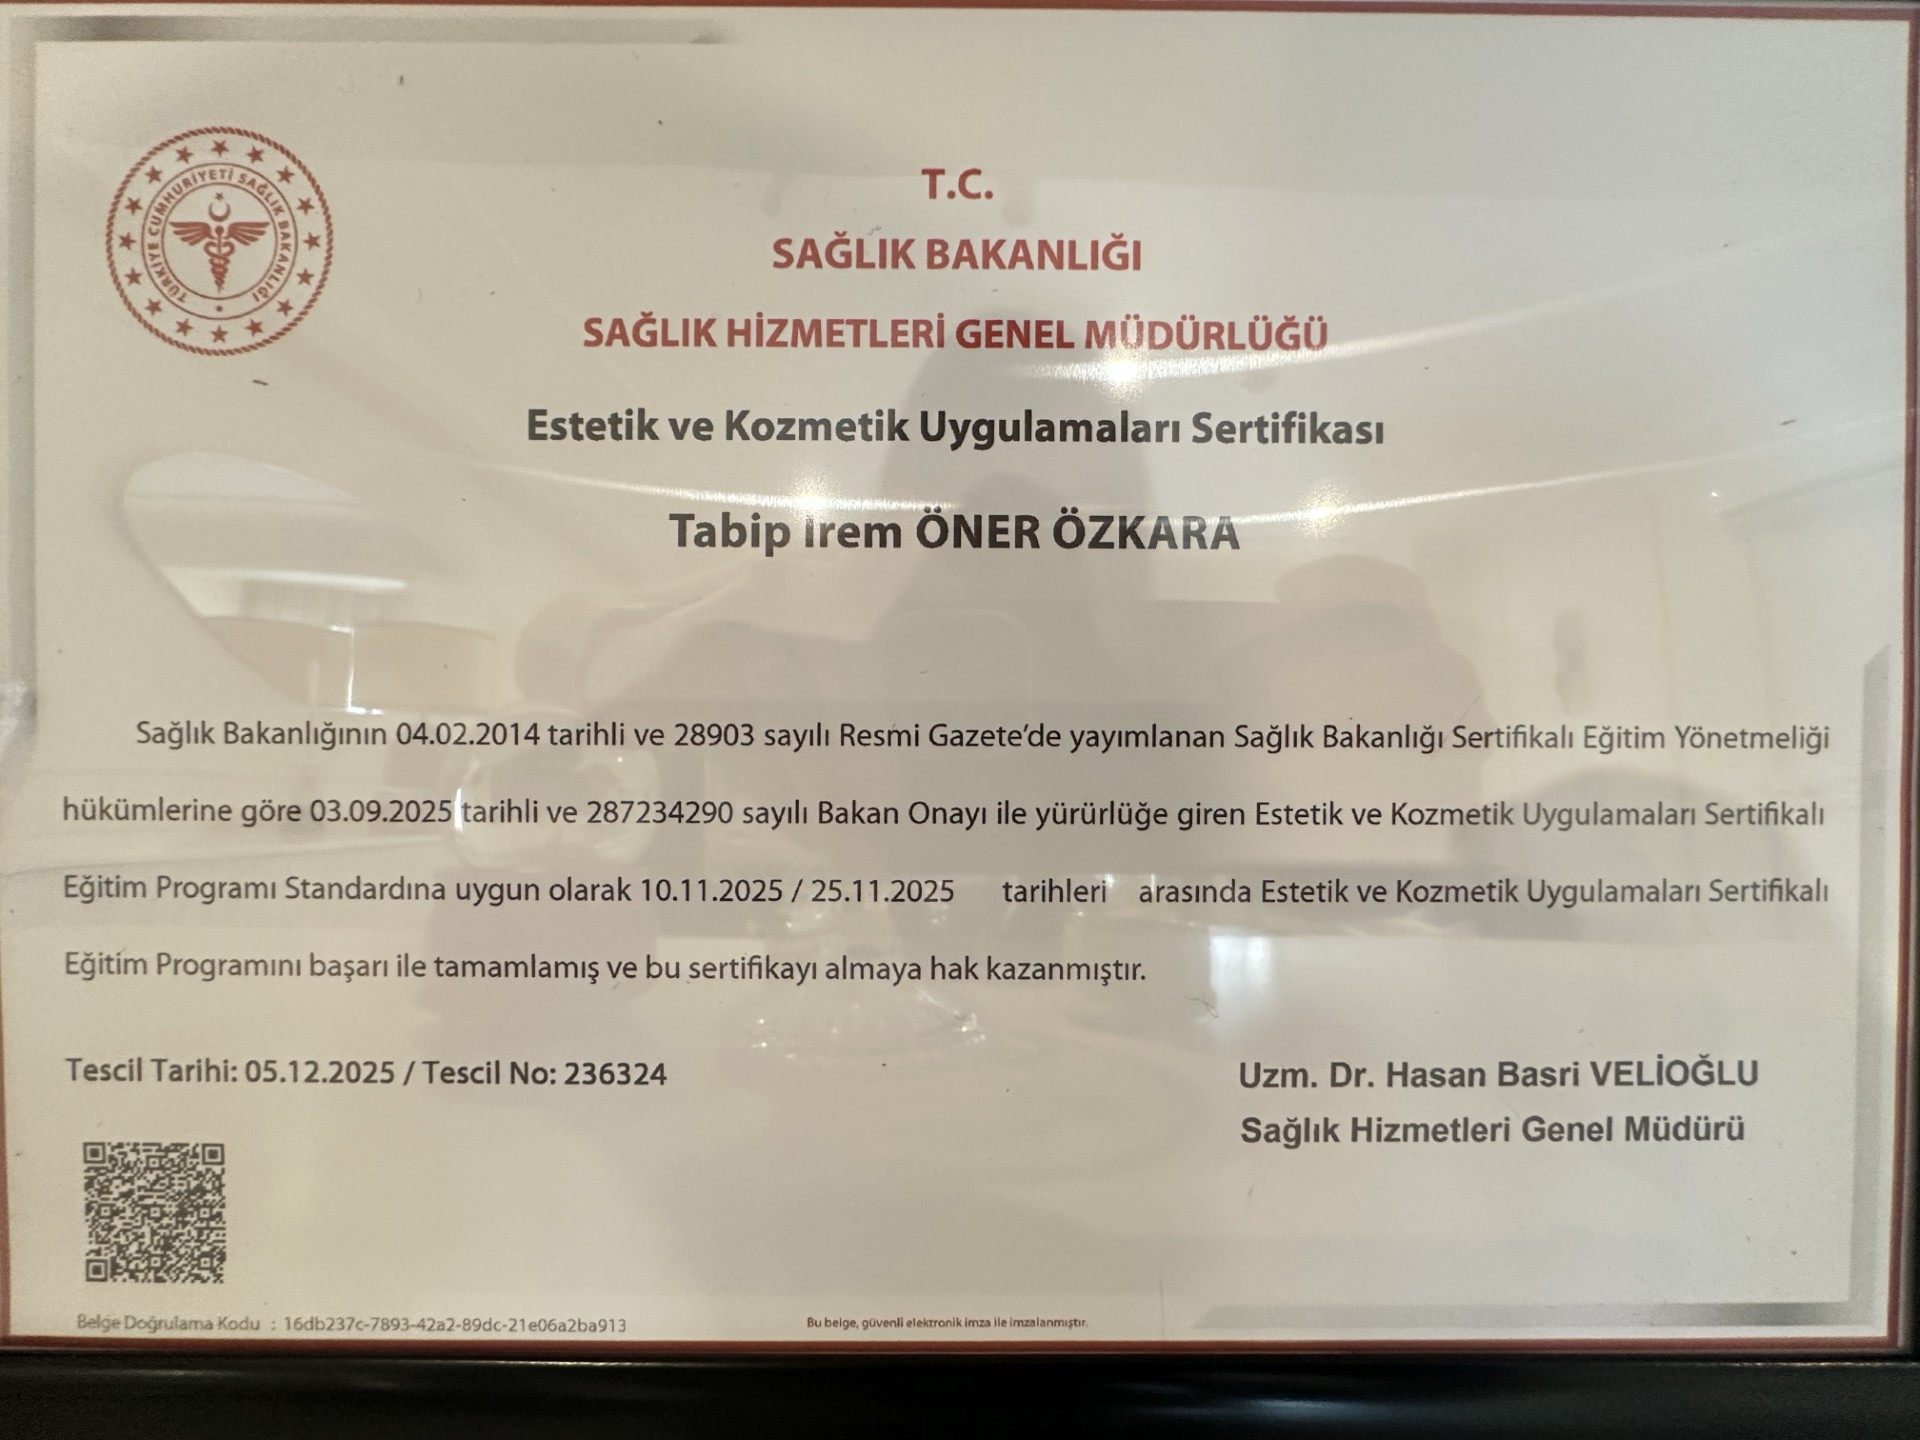 TÜRKİYE CUMHURİYETİ SAĞLIK BAKANLIĞI
T.C.
SAĞLIK BAKANLIĞI
SAĞLIK HİZMETLERİ GENEL MÜDÜRLÜĞÜ
Estetik ve Kozmetik Uygulamaları Sertifikası
Tabip İrem ÖNER ÖZKARA
Sağlık Bakanlığının 04.02.2014 tarihli ve 28903 sayılı Resmi Gazete'de yayımlanan Sağlık Bakanlığı Sertifikalı Eğitim Yönetmeliği
hükümlerine göre 03.09.2025 tarihli ve 287234290 sayılı Bakan Onayı ile yürürlüğe giren Estetik ve Kozmetik Uygulamaları Sertifikalı
Eğitim Programı Standardına uygun olarak 10.11.2025 / 25.11.2025 tarihleri arasında Estetik ve Kozmetik Uygulamaları Sertifikalı
Eğitim Programını başarı ile tamamlamış ve bu sertifikayı almaya hak kazanmıştır.
Tescil Tarihi: 05.12.2025 / Tescil No: 236324
Uzm. Dr. Hasan Basri VELİOĞLU
Sağlık Hizmetleri Genel Müdürü
Belge Doğrulama Kodu : 16db237c-7893-42a2-89dc-21e06a2ba913
Bu belge, güvenli elektronik imza ile imzalanmıştır.